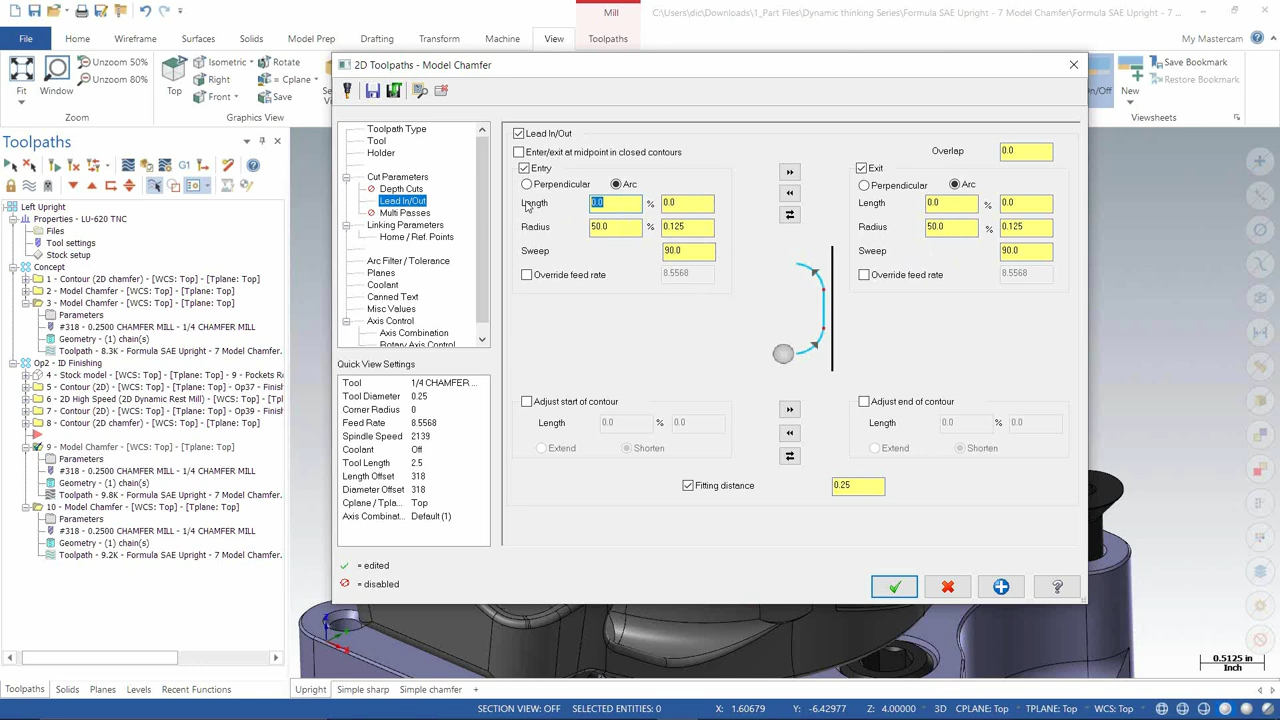 Mill
C:\Users\dic\Downloads\1_Part Files\Dynamic thinking Series\Formula SAE Upright - 7 Model Chamfer\Formula SAE Upright - 7 ...
File
Home
Wireframe
Surfaces
Solids
Model Prep
Drafting
Transform
Machine
View
Toolpaths
My Mastercam
Fit
Window
Unzoom 50%
Unzoom 80%
Zoom
Top
Isometric
Right
Front
Rotate
= Cplane
Save
Graphics View
On/Off
New
Save Bookmark
Restore Bookmark
Viewsheets
Toolpaths
G1
Left Upright
Properties - LU-620 TNC
Files
Tool settings
Stock setup
Concept
1 - Contour (2D chamfer) - [WCS: Top] - [Tplane: Top]
2 - Model Chamfer - [WCS: Top] - [Tplane: Top]
3 - Model Chamfer - [WCS: Top] - [Tplane: Top]
Parameters
#318 - 0.2500 CHAMFER MILL - 1/4 CHAMFER MILL
Geometry - (1) chain(s)
Toolpath - 8.3K - Formula SAE Upright - 7 Model Chamfer.
Op2 - ID Finishing
4 - Stock model - [WCS: Top] - [Tplane: Top] - 9 - Pockets R
5 - Contour (2D) - [WCS: Top] - [Tplane: Top] - Op37 - Finish
6 - 2D High Speed (2D Dynamic Rest Mill) - [WCS: Top] - [T
7 - Contour (2D) - [WCS: Top] - [Tplane: Top] - Op39 - Finish
8 - Contour (2D chamfer) - [WCS: Top] - [Tplane: Top]
9 - Model Chamfer - [WCS: Top] - [Tplane: Top]
Parameters
#318 - 0.2500 CHAMFER MILL - 1/4 CHAMFER MILL
Geometry - (1) chain(s)
Toolpath - 9.8K - Formula SAE Upright - 7 Model Chamfer.
10 - Model Chamfer - [WCS: Top] - [Tplane: Top]
Parameters
#318 - 0.2500 CHAMFER MILL - 1/4 CHAMFER MILL
Geometry - (1) chain(s)
Toolpath - 9.2K - Formula SAE Upright - 7 Model Chamfer.
Toolpaths
Solids
Planes
Levels
Recent Functions
2D Toolpaths - Model Chamfer
Toolpath Type
Tool
Holder
Cut Parameters
Depth Cuts
Lead In/Out
Multi Passes
Linking Parameters
Home / Ref. Points
Arc Filter / Tolerance
Planes
Coolant
Canned Text
Misc Values
Axis Control
Axis Combination
Rotary Axis Control
Quick View Settings
Tool 1/4 CHAMFER ...
Tool Diameter 0.25
Corner Radius 0
Feed Rate 8.5568
Spindle Speed 2139
Coolant Off
Tool Length 2.5
Length Offset 318
Diameter Offset 318
Cplane / Tpla... Top
Axis Combinat... Default (1)
= edited
= disabled
Lead In/Out
Enter/exit at midpoint in closed contours
Overlap 0.0
Entry
Perpendicular Arc
Length 0.0 % 0.0
Radius 50.0 % 0.125
Sweep 90.0
Override feed rate 8.5568
Exit
Perpendicular Arc
Length 0.0 % 0.0
Radius 50.0 % 0.125
Sweep 90.0
Override feed rate 8.5568
Adjust start of contour
Length 0.0 % 0.0
Extend Shorten
Adjust end of contour
Length 0.0 % 0.0
Extend Shorten
Fitting distance 0.25
Upright
Simple sharp
Simple chamfer
+
0.5125 in
Inch
SECTION VIEW: OFF
SELECTED ENTITIES: 0
X: 1.60679
Y: -6.42977
Z: 4.00000
3D
CPLANE: Top
TPLANE: Top
WCS: Top